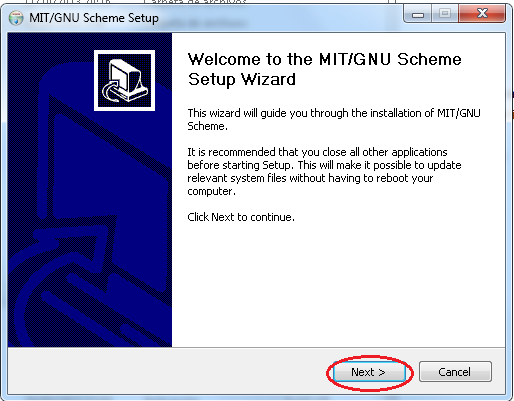 Carpeta de archivos
MIT/GNU Scheme Setup
Welcome to the MIT/GNU Scheme
Setup Wizard
This wizard will guide you through the installation of MIT/GNU
Scheme.
It is recommended that you close all other applications
before starting Setup. This will make it possible to update
relevant system files without having to reboot your
computer.
Click Next to continue.
Next >
Cancel